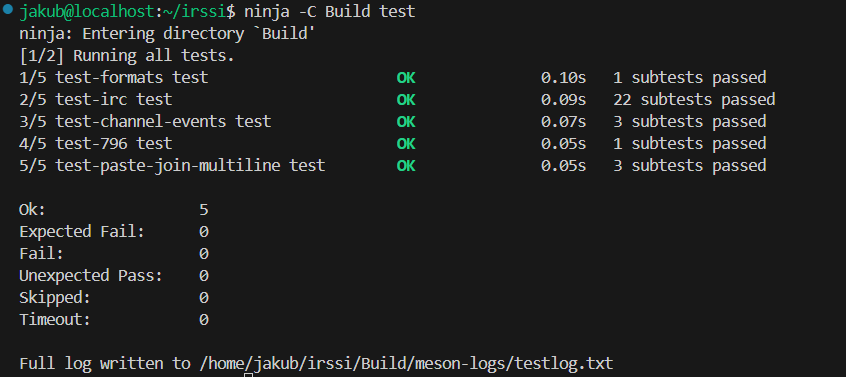 jakub@localhost:~/irssi$ ninja -C Build test
ninja: Entering directory `Build'
[1/2] Running all tests.
1/5 test-formats test OK 0.10s 1 subtests passed
2/5 test-irc test OK 0.09s 22 subtests passed
3/5 test-channel-events test OK 0.07s 3 subtests passed
4/5 test-796 test OK 0.05s 1 subtests passed
5/5 test-paste-join-multiline test OK 0.05s 3 subtests passed
Ok: 5
Expected Fail: 0
Fail: 0
Unexpected Pass: 0
Skipped: 0
Timeout: 0
Full log written to /home/jakub/irssi/Build/meson-logs/testlog.txt